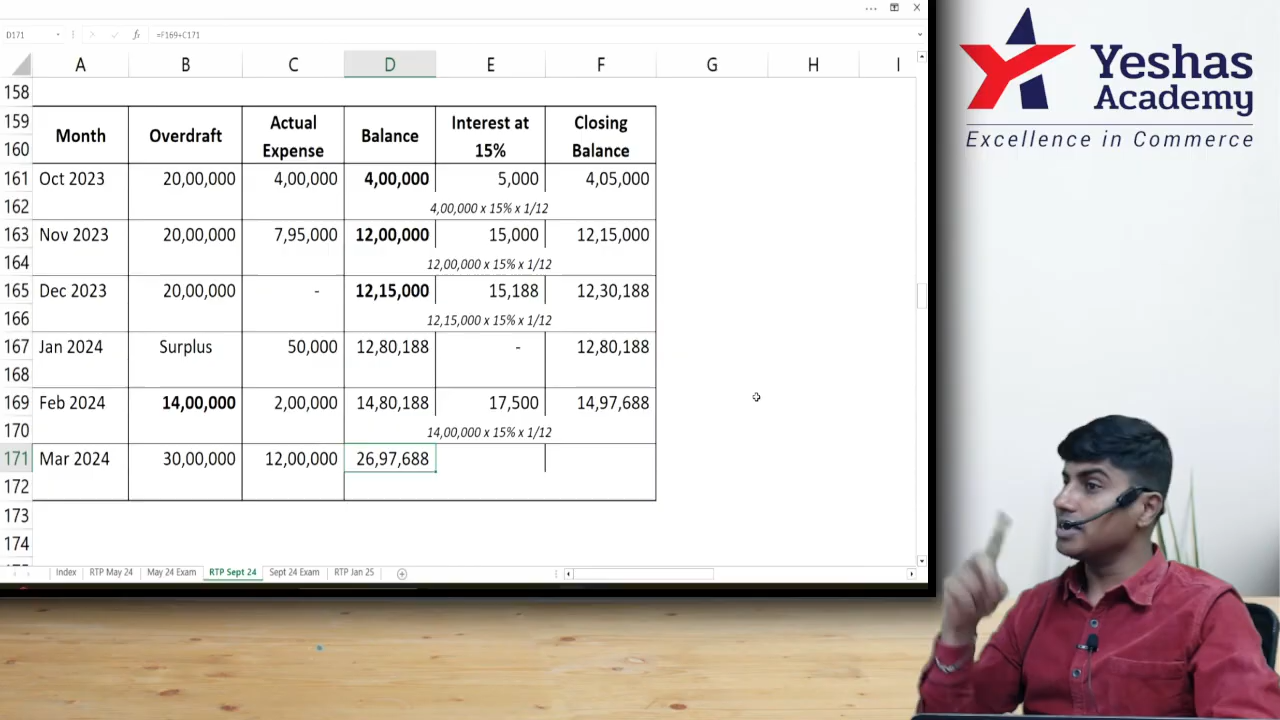 D171 fx =F169+C171
A B C D E F G H I
158
159 Month Overdraft Actual Expense Balance Interest at 15% Closing Balance
160
161 Oct 2023 20,00,000 4,00,000 4,00,000 5,000 4,05,000
162 4,00,000 x 15% x 1/12
163 Nov 2023 20,00,000 7,95,000 12,00,000 15,000 12,15,000
164 12,00,000 x 15% x 1/12
165 Dec 2023 20,00,000 - 12,15,000 15,188 12,30,188
166 12,15,000 x 15% x 1/12
167 Jan 2024 Surplus 50,000 12,80,188 - 12,80,188
168
169 Feb 2024 14,00,000 2,00,000 14,80,188 17,500 14,97,688
170 14,00,000 x 15% x 1/12
171 Mar 2024 30,00,000 12,00,000 26,97,688
172
173
174
Index RTP May 24 May 24 Exam RTP Sept 24 Sept 24 Exam RTP Jan 25
Yeshas
Academy
Excellence in Commerce